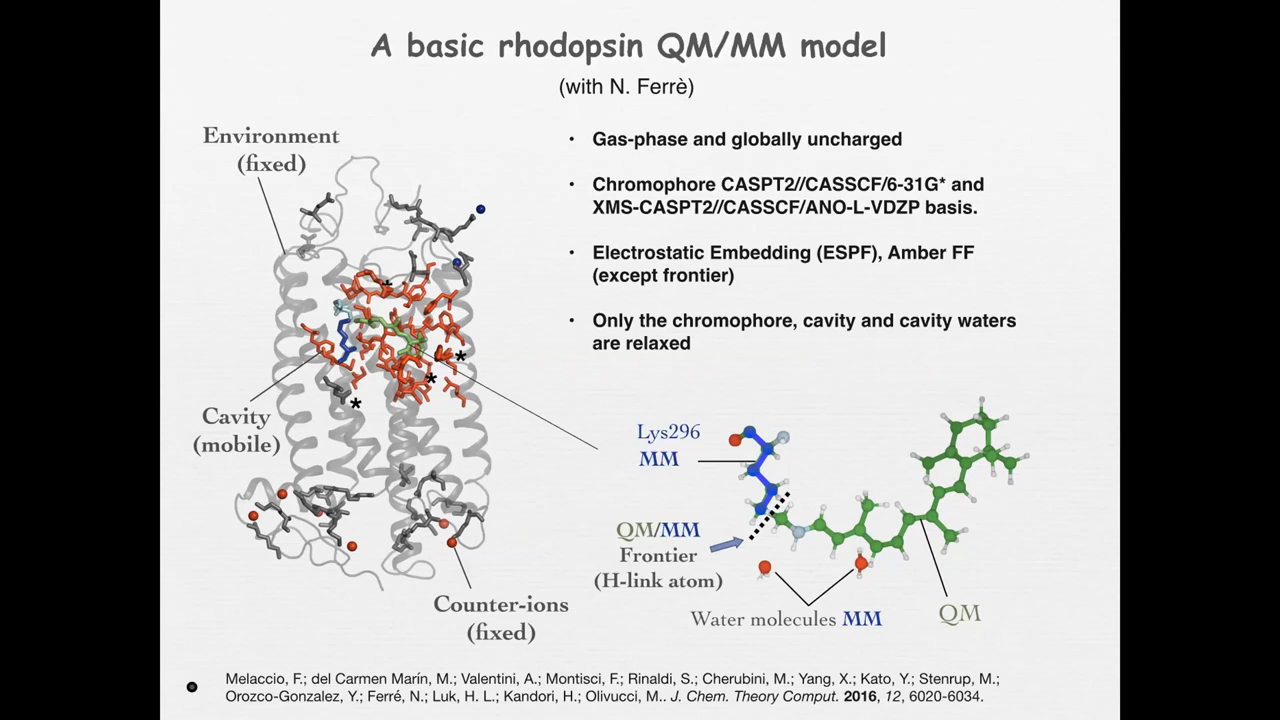 A basic rhodopsin QM/MM model
(with N. Ferrè)
Environment
(fixed)
• Gas-phase and globally uncharged
• Chromophore CASPT2//CASSCF/6-31G* and
XMS-CASPT2//CASSCF/ANO-L-VDZP basis.
• Electrostatic Embedding (ESPF), Amber FF
(except frontier)
• Only the chromophore, cavity and cavity waters
are relaxed
*
*
*
*
Cavity
(mobile)
Lys296
MM
QM/MM
Frontier
(H-link atom)
Water molecules MM
QM
Counter-ions
(fixed)
Melaccio, F.; del Carmen Marín, M.; Valentini, A.; Montisci, F.; Rinaldi, S.; Cherubini, M.; Yang, X.; Kato, Y.; Stenrup, M.;
Orozco-Gonzalez, Y.; Ferré, N.; Luk, H. L.; Kandori, H.; Olivucci, M.. J. Chem. Theory Comput. 2016, 12, 6020-6034.